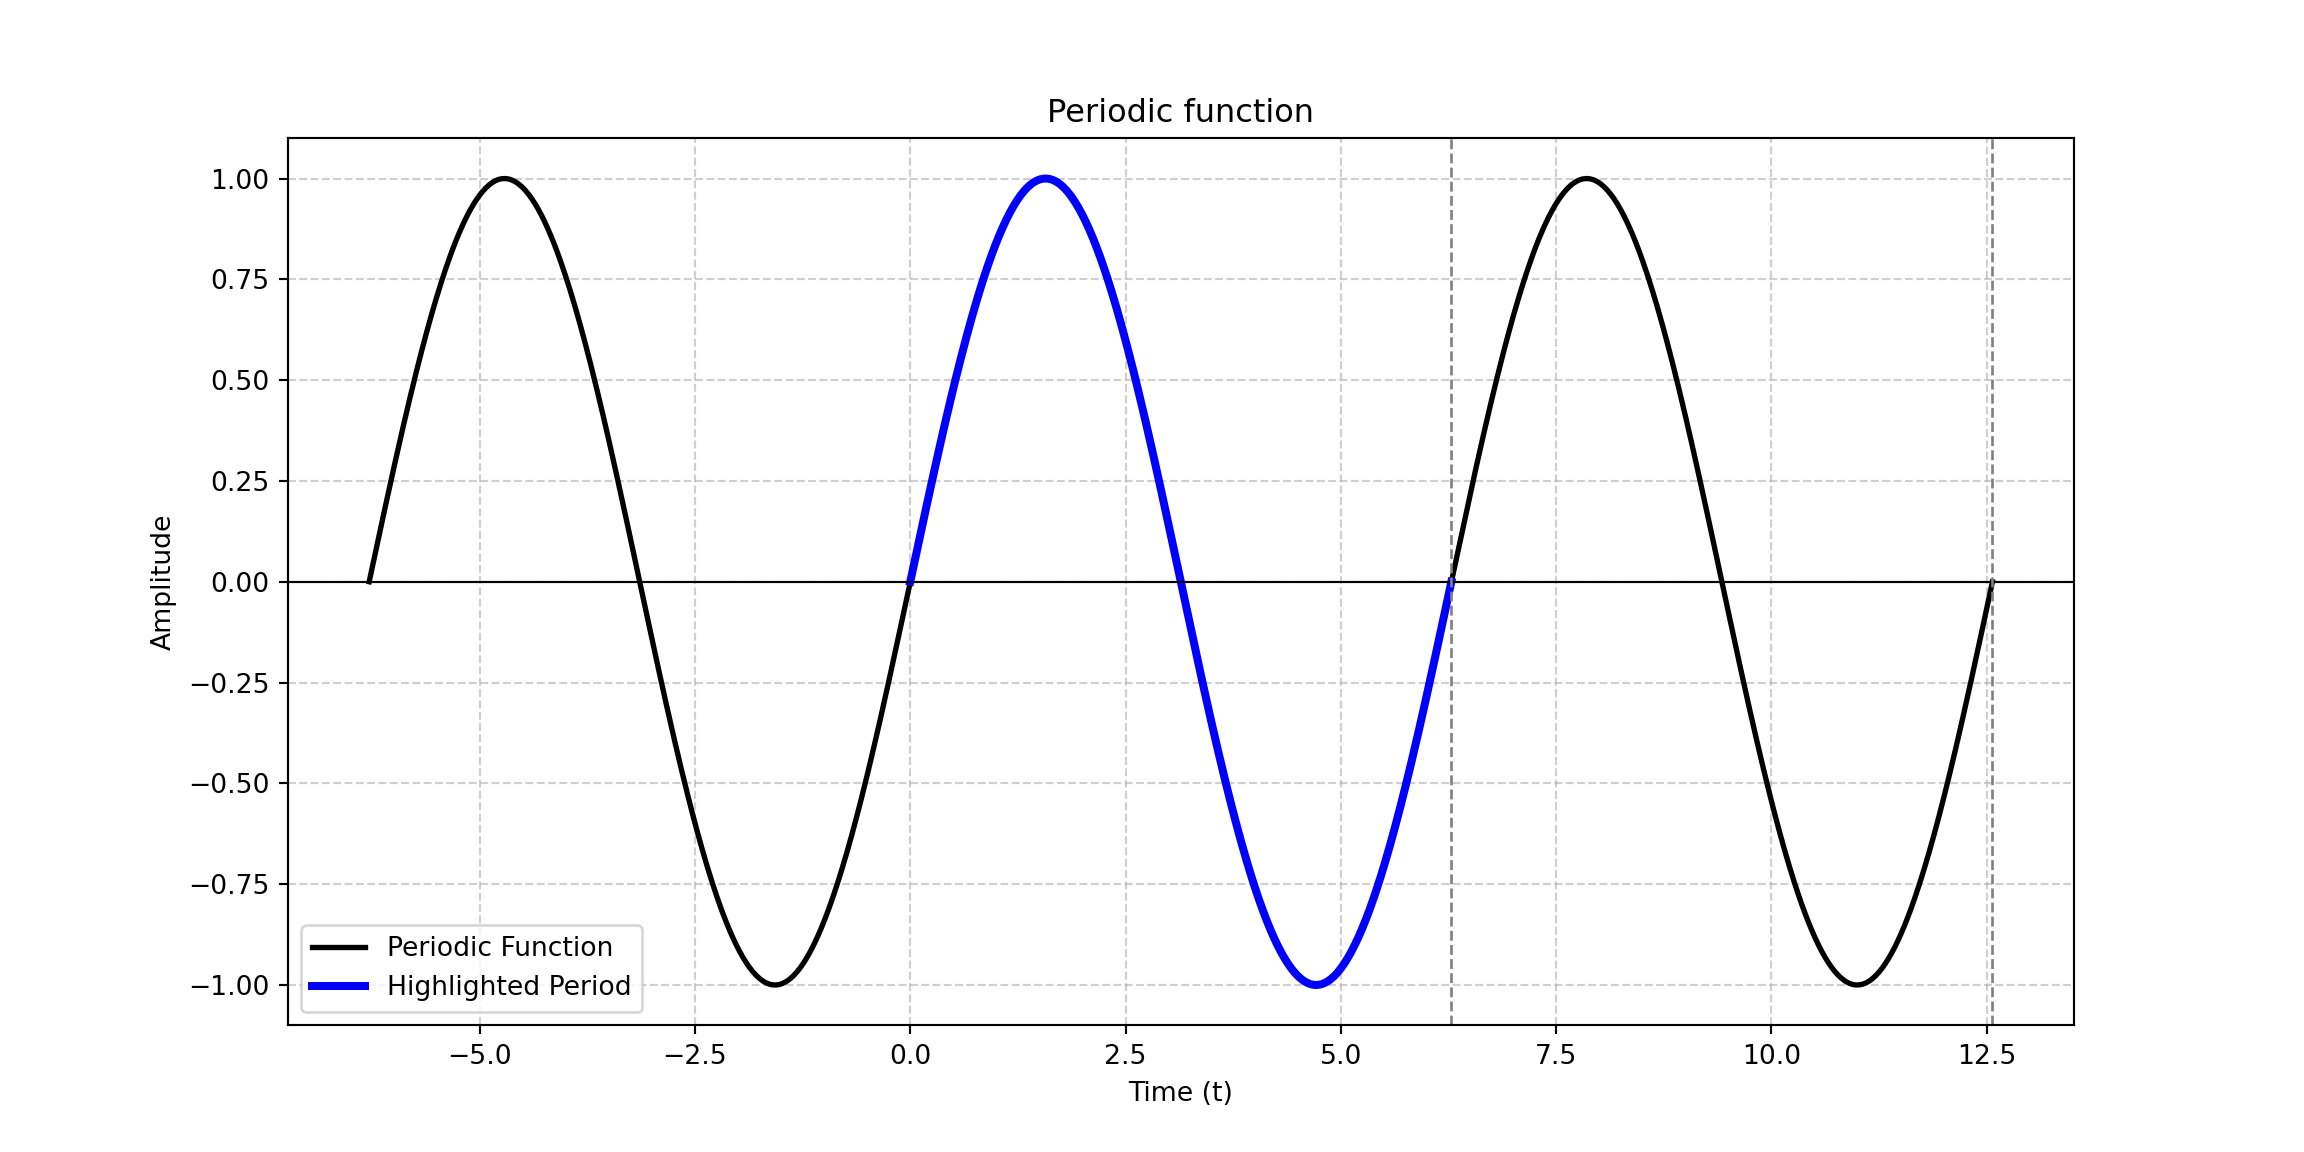 Periodic function
1.00
0.75
0.50
0.25
0.00
−0.25
−0.50
−0.75
−1.00
Amplitude
Periodic Function
Highlighted Period
−5.0 −2.5 0.0 2.5 5.0 7.5 10.0 12.5
Time (t)